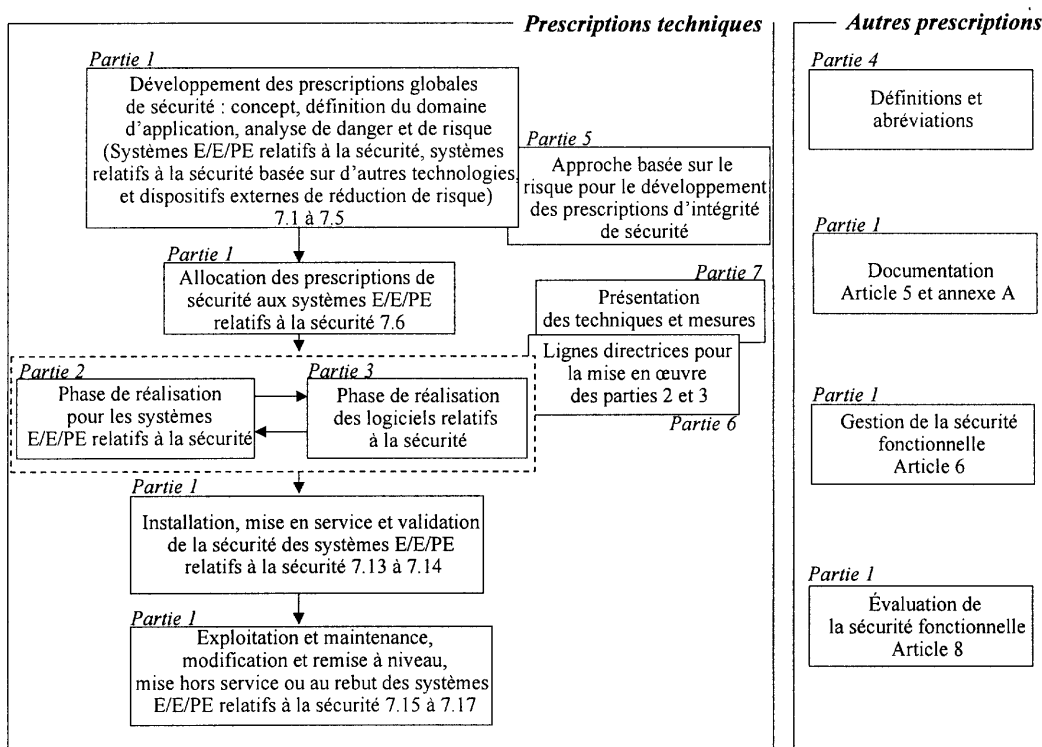 Prescriptions techniques
Partie 1
Développement des prescriptions globales
de sécurité : concept, définition du domaine
d'application, analyse de danger et de risque
(Systèmes E/E/PE relatifs à la sécurité, systèmes
relatifs à la sécurité basée sur d'autres technologies,
et dispositifs externes de réduction de risque)
7.1 à 7.5
Partie 5
Approche basée sur le
risque pour le développement
des prescriptions d'intégrité
de sécurité
Partie 1
Allocation des prescriptions de
sécurité aux systèmes E/E/PE
relatifs à la sécurité 7.6
Partie 7
Présentation
des techniques et mesures
Lignes directrices pour
la mise en œuvre
des parties 2 et 3
Partie 6
Partie 2
Phase de réalisation
pour les systèmes
E/E/PE relatifs à la sécurité
Partie 3
Phase de réalisation
des logiciels relatifs
à la sécurité
Partie 1
Installation, mise en service et validation
de la sécurité des systèmes E/E/PE
relatifs à la sécurité 7.13 à 7.14
Partie 1
Exploitation et maintenance,
modification et remise à niveau,
mise hors service ou au rebut des systèmes
E/E/PE relatifs à la sécurité 7.15 à 7.17
Autres prescriptions
Partie 4
Définitions et
abréviations
Partie 1
Documentation
Article 5 et annexe A
Partie 1
Gestion de la sécurité
fonctionnelle
Article 6
Partie 1
Évaluation de
la sécurité fonctionnelle
Article 8